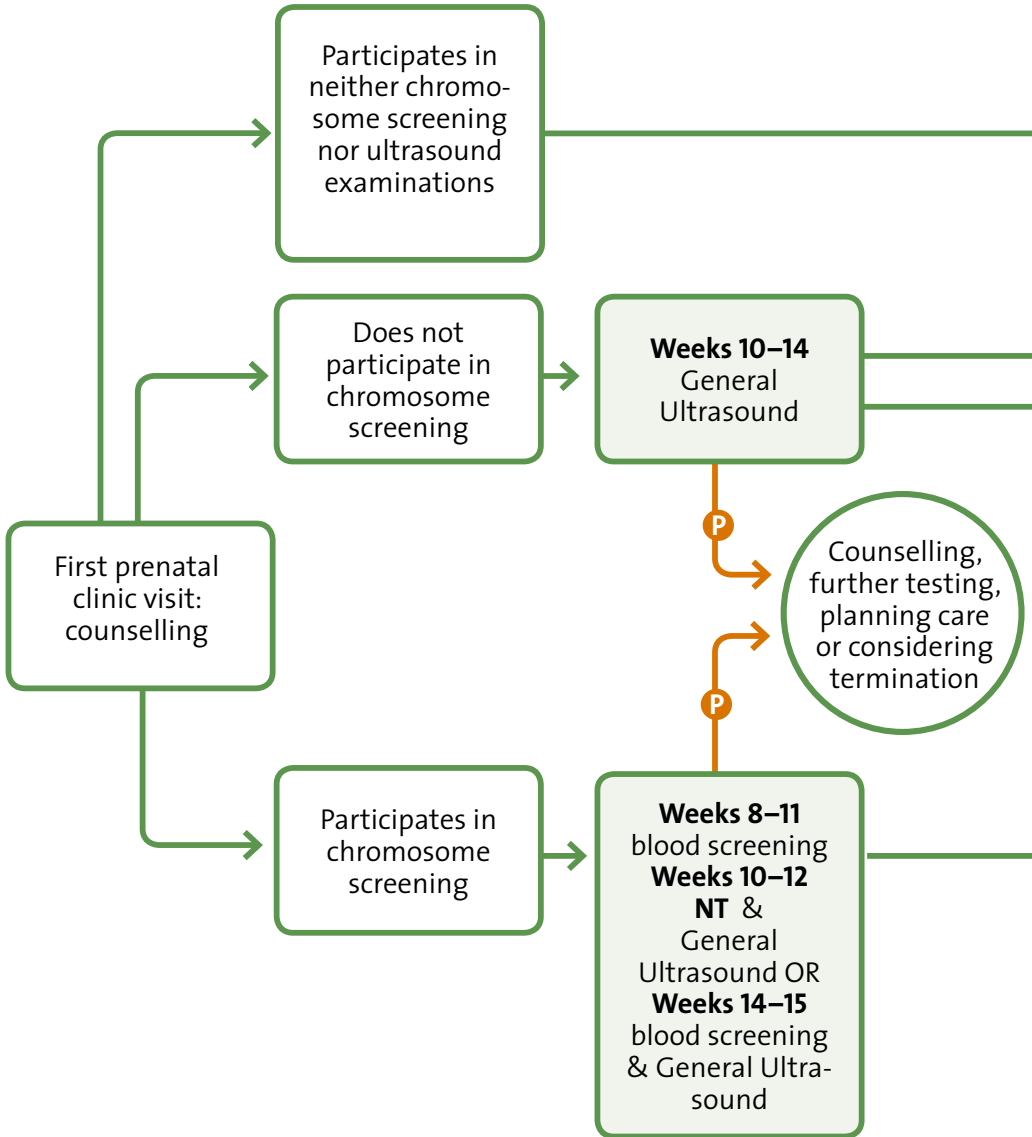 Participates in
neither chromo-
some screening
nor ultrasound
examinations
Does not
participate in
chromosome
screening
Weeks 10–14
General
Ultrasound
P
First prenatal
clinic visit:
counselling
Counselling,
further testing,
planning care
or considering
termination
P
Participates in
chromosome
screening
Weeks 8–11
blood screening
Weeks 10–12
NT &
General
Ultrasound OR
Weeks 14–15
blood screening
& General Ultra-
sound